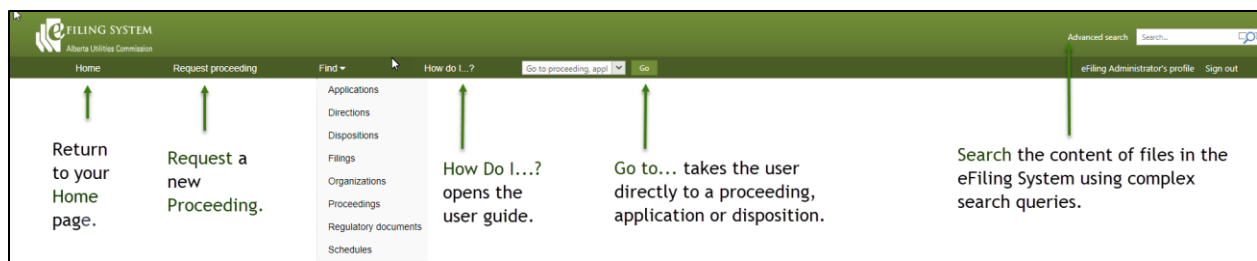 eFILING SYSTEM
Alberta Utilities Commission
Advanced search Search...
Home Request proceeding Find How do I...? Go to proceeding, appl Go eFiling Administrator's profile Sign out
Applications
Directions
Dispositions
Filings
Organizations
Proceedings
Regulatory documents
Schedules
Return
to your
Home
page.
Request a
new
Proceeding.
How Do I...?
opens the
user guide.
Go to... takes the user
directly to a proceeding,
application or disposition.
Search the content of files in the
eFiling System using complex
search queries.